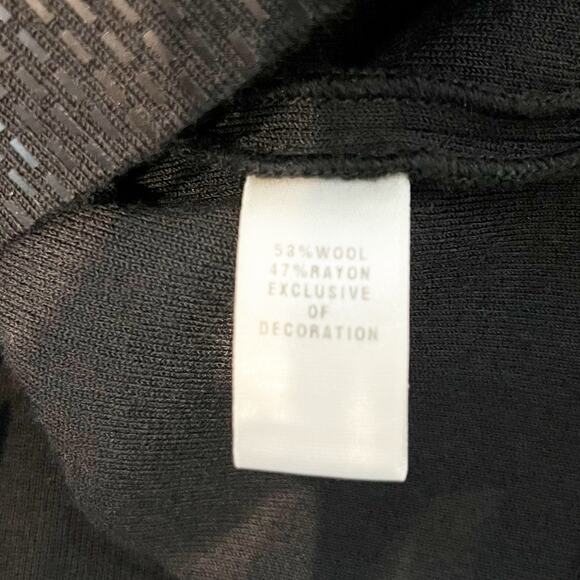 53%WOOL
47%RAYON
EXCLUSIVE
OF
DECORATION